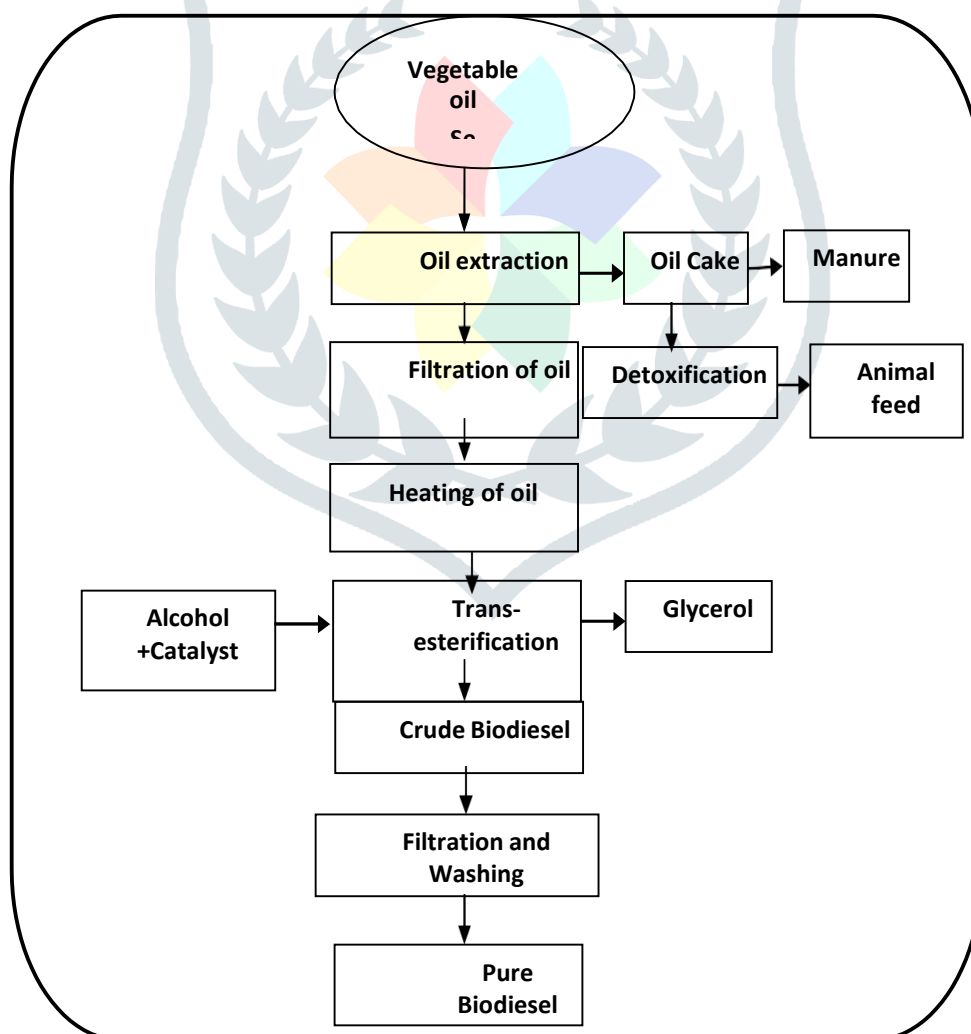 Vegetable
oil
Oil extraction
Oil Cake
Manure
Filtration of oil
Detoxification
Animal
feed
Heating of oil
Alcohol
+Catalyst
Trans-
esterification
Glycerol
Crude Biodiesel
Filtration and
Washing
Pure
Biodiesel